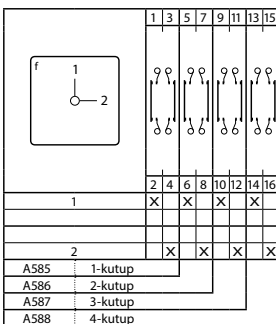 1 3 5 7 9 11 13 15
f
1
2
2 4 6 8 10 12 14 16
1 X X X X
2 X X X X
A585 1-kutup
A586 2-kutup
A587 3-kutup
A588 4-kutup